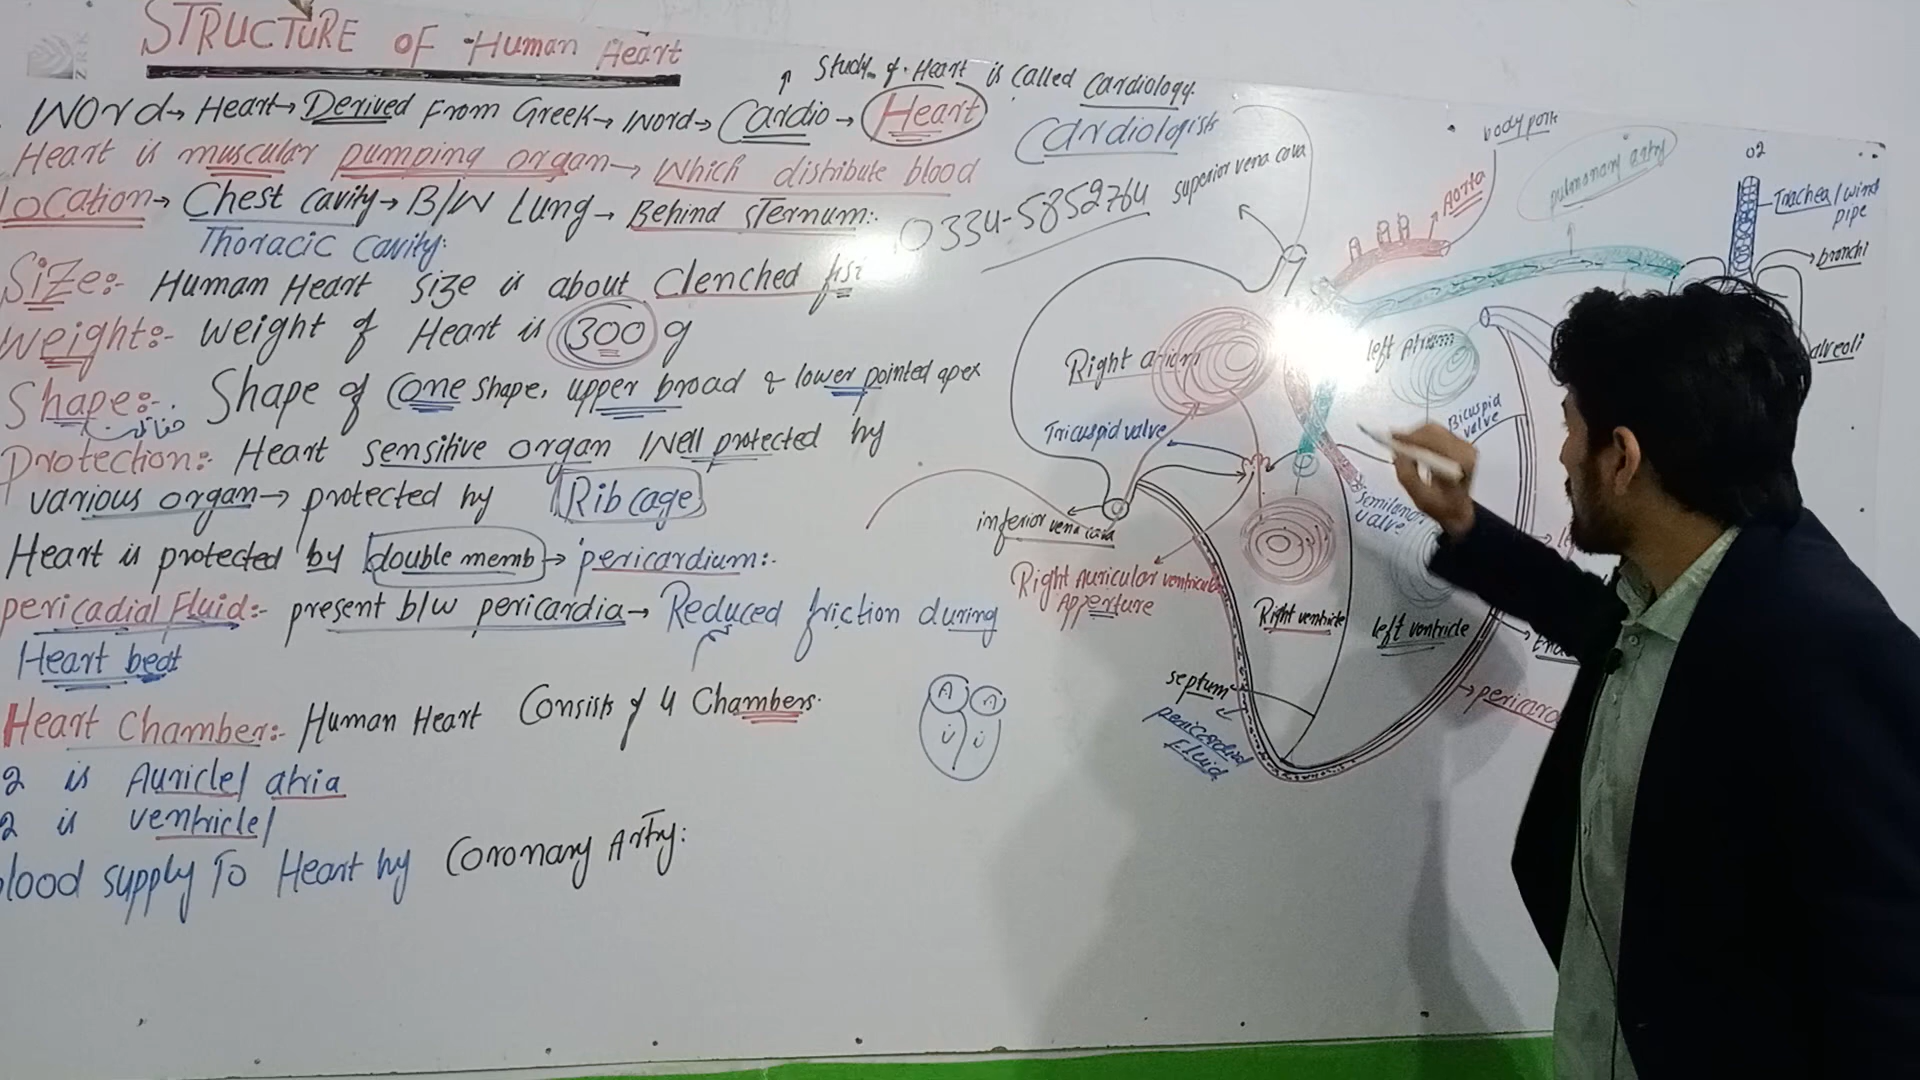 STRUCTURE OF Human Heart
ZRK
Study of Heart is called Cardiology.
Word→ Heart→ Derived From Greek→ Word→ Cardio→ Heart
Cardiologists
Heart is muscular pumping organ→ Which distribute blood
Location→ Chest Cavity→ B/W Lung→ Behind sternum:
Thoracic Cavity:
0334-5852764
Size:- Human Heart size is about Clenched fist
Weight:- Weight of Heart is 300 g
Shape:- Shape of Cone shape, upper broad & lower pointed apex
Protection:- Heart sensitive organ Well protected by
various organ→ protected by Rib cage
Heart is protected by double memb→ pericardium:-
pericadial Fluid:- present b/w pericardia→ Reduced friction during
Heart beat
Heart Chamber:- Human Heart Consists of 4 Chambers.
2 is Auricle/ atria
2 is ventricle/
blood supply To Heart by Coronary Artry:
A A
v v
superior vena cava
Aorta
body part
pulmonary artry
O2
Trachea/wind
pipe
bronchi
alveoli
Right atrium
left Atrium
Tricuspid valve
Bicuspid
valve
inferior vena cava
semilunar
valve
Right Auricular ventricular
Apperture
Right ventricle
left ventricle
septum
pericardial
fluid